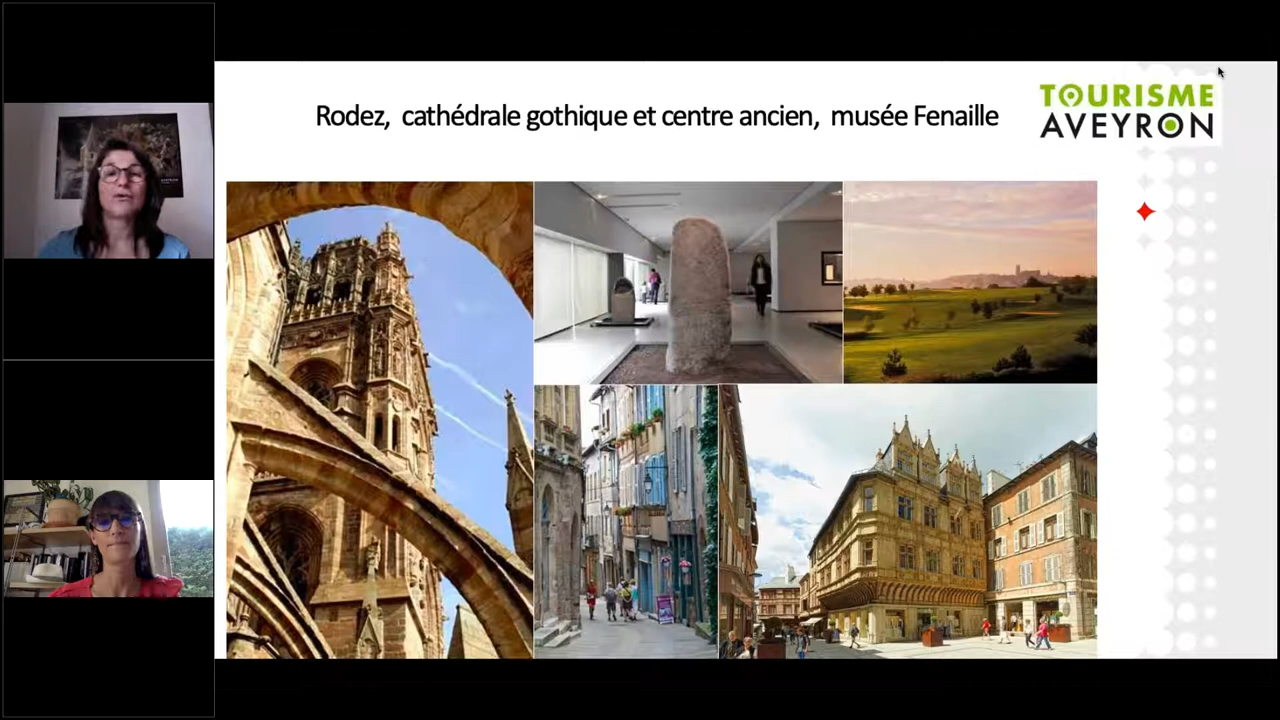 Rodez, cathédrale gothique et centre ancien, musée Fenaille
TOURISME
AVEYRON